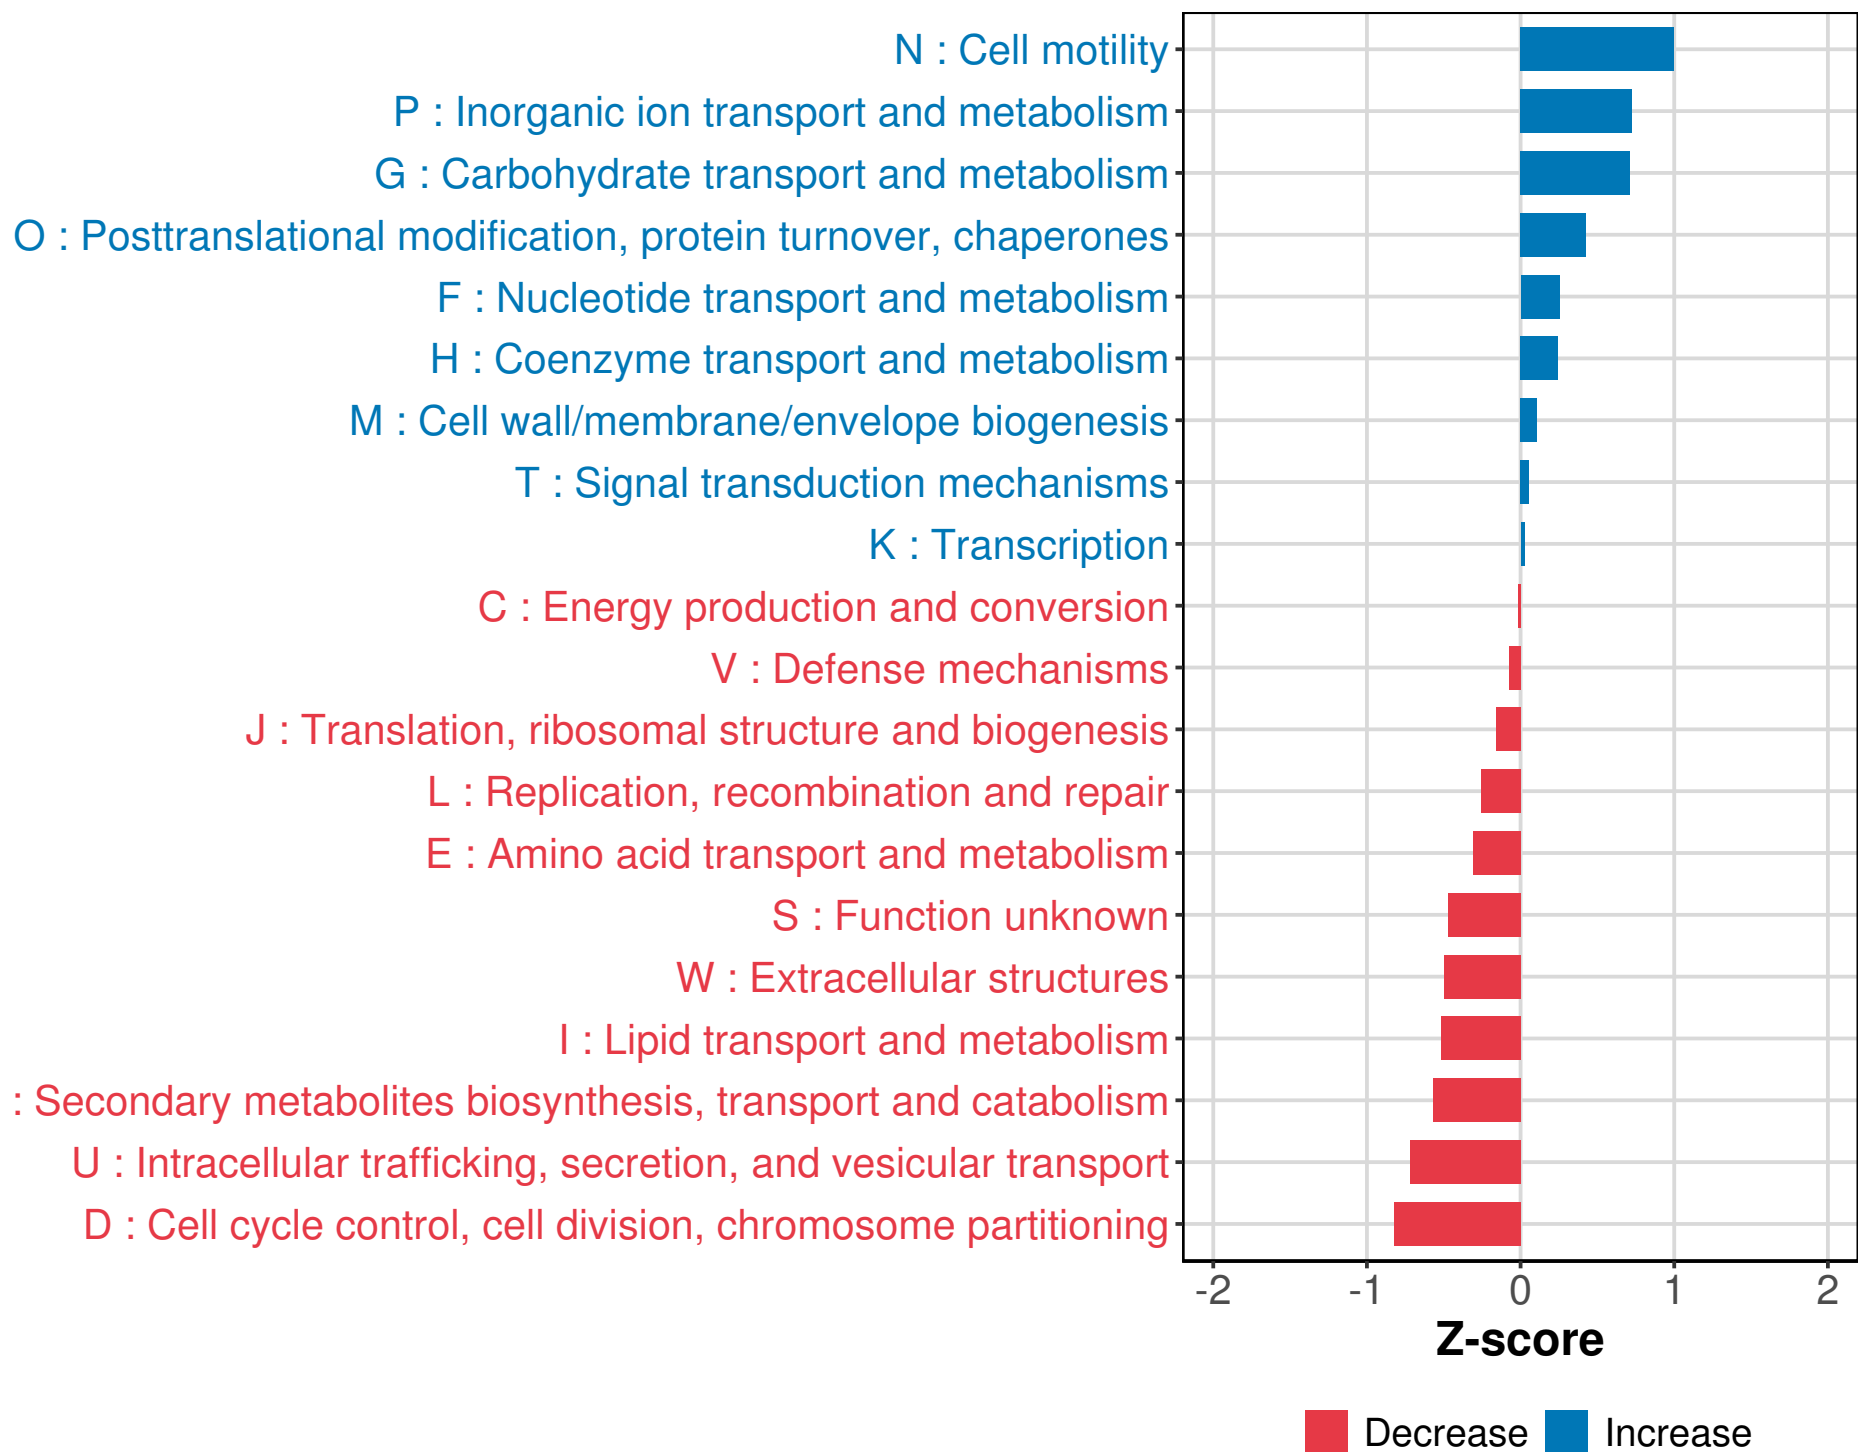 N : Cell motility
P : Inorganic ion transport and metabolism
G : Carbohydrate transport and metabolism
O : Posttranslational modification, protein turnover, chaperones
F : Nucleotide transport and metabolism
H : Coenzyme transport and metabolism
M : Cell wall/membrane/envelope biogenesis
T : Signal transduction mechanisms
K : Transcription
C : Energy production and conversion
V : Defense mechanisms
J : Translation, ribosomal structure and biogenesis
L : Replication, recombination and repair
E : Amino acid transport and metabolism
S : Function unknown
W : Extracellular structures
I : Lipid transport and metabolism
: Secondary metabolites biosynthesis, transport and catabolism
U : Intracellular trafficking, secretion, and vesicular transport
D : Cell cycle control, cell division, chromosome partitioning
-2 -1 0 1 2
Z-score
Decrease Increase